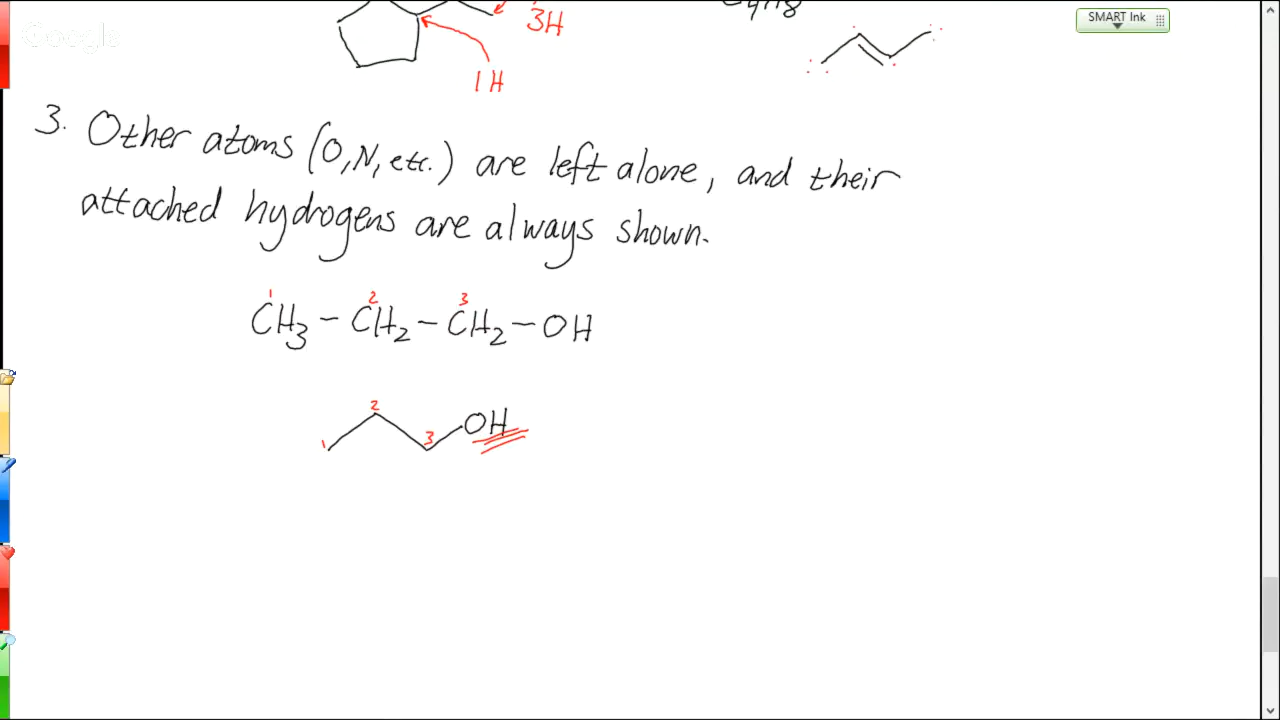 Google
SMART Ink
3H
1H
3. Other atoms (O, N, etc.) are left alone, and their
attached hydrogens are always shown.
1 2 3
CH3 - CH2 - CH2 - OH
1 2 3 OH